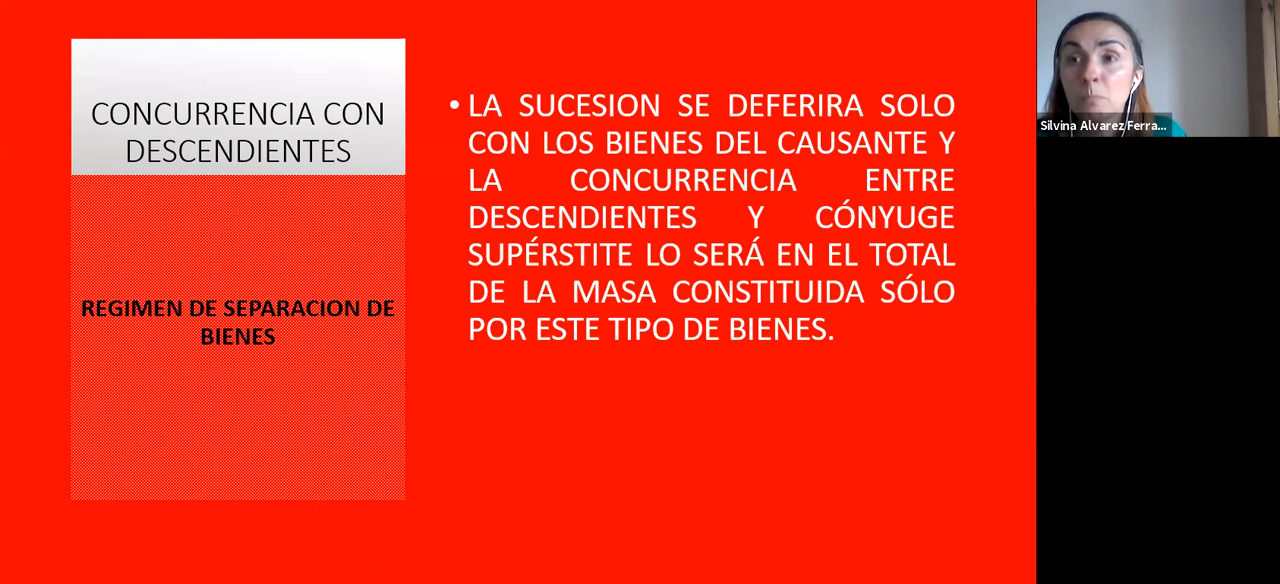 CONCURRENCIA CON
DESCENDIENTES
REGIMEN DE SEPARACION DE
BIENES
• LA SUCESION SE DEFERIRA SOLO
CON LOS BIENES DEL CAUSANTE Y
LA CONCURRENCIA ENTRE
DESCENDIENTES Y CÓNYUGE
SUPÉRSTITE LO SERÁ EN EL TOTAL
DE LA MASA CONSTITUIDA SÓLO
POR ESTE TIPO DE BIENES.
Silvina Alvarez Ferra...